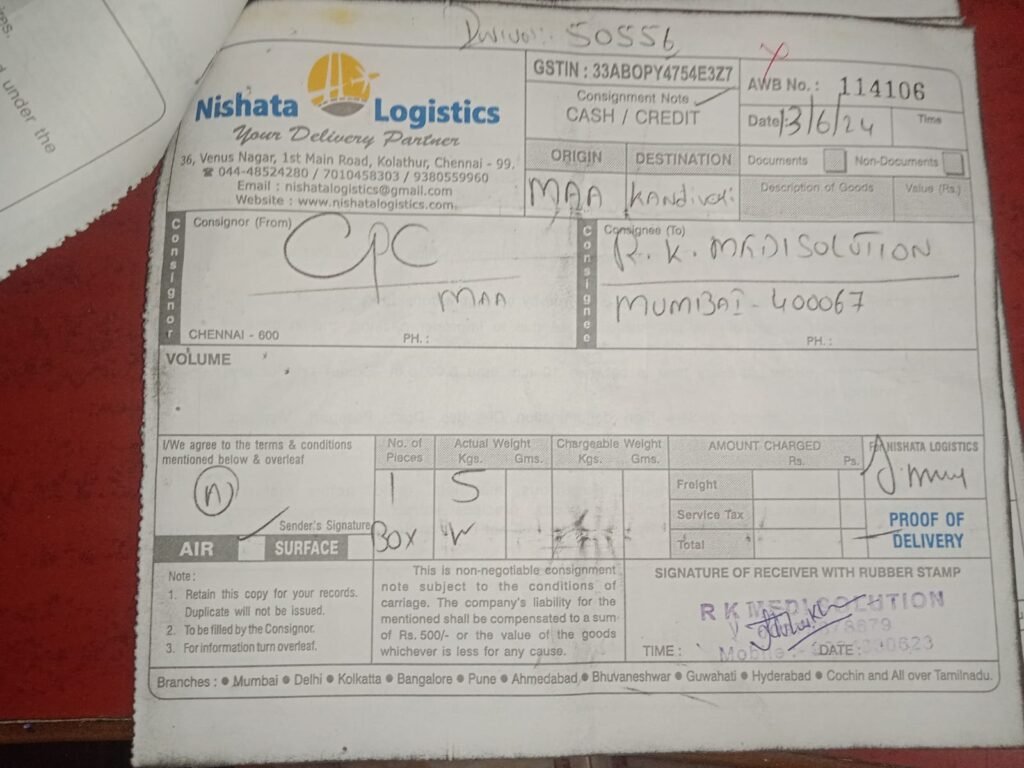 50556
Nishata Logistics
Your Delivery Partner
36, Venus Nagar, 1st Main Road, Kolathur, Chennai - 99.
☎ 044-48524280 / 7010458303 / 9380559960
Email : nishatalogistics@gmail.com
Website : www.nishatalogistics.com.
GSTIN : 33ABOPY4754E3Z7
Consignment Note
CASH / CREDIT
AWB No. : 114106
Date : 13/6/24 Time
ORIGIN DESTINATION
MAA Kandivali
Documents Non-Documents
Description of Goods Value (Rs.)
Consignor
Consignor (From)
CPC
MAA
CHENNAI - 600 PH. :
Consignee
Consignee (To)
R. K. MEDISOLUTION
MUMBAI - 400067
PH. :
VOLUME
I/We agree to the terms & conditions
mentioned below & overleaf
(n)
Sender's Signature
AIR SURFACE
No. of Pieces Actual Weight Kgs. Gms. Chargeable Weight Kgs. Gms. AMOUNT CHARGED Rs. Ps.
1 5
BOX
Freight
Service Tax
Total
For NISHATA LOGISTICS
PROOF OF
DELIVERY
Note :
1. Retain this copy for your records.
Duplicate will not be issued.
2. To be filled by the Consignor.
3. For information turn overleaf.
This is non-negotiable consignment
note subject to the conditions of
carriage. The company's liability for the
mentioned shall be compensated to a sum
of Rs. 500/- or the value of the goods
whichever is less for any cause.
SIGNATURE OF RECEIVER WITH RUBBER STAMP
R K MEDISOLUTION
TIME : Mobile:- DATE :
Branches : ● Mumbai ● Delhi ● Kolkatta ● Bangalore ● Pune ● Ahmedabad ● Bhuvaneshwar ● Guwahati ● Hyderabad ● Cochin and All over Tamilnadu.
under the